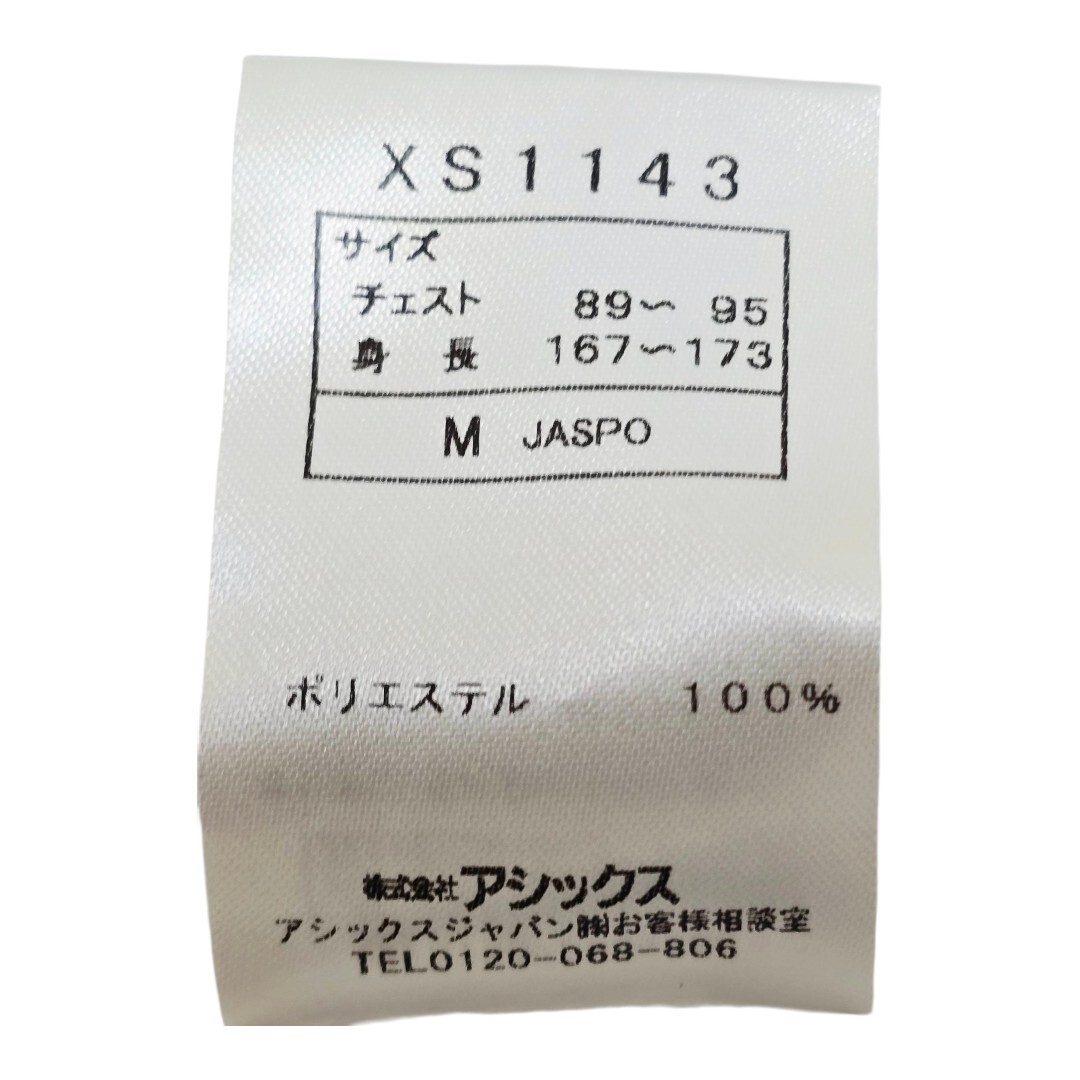 XS1143
サイズ
チェスト 89〜 95
身 長 167〜173
M JASPO
ポリエステル 100%
株式会社アシックス
アシックスジャパン㈱お客様相談室
TEL0120-068-806